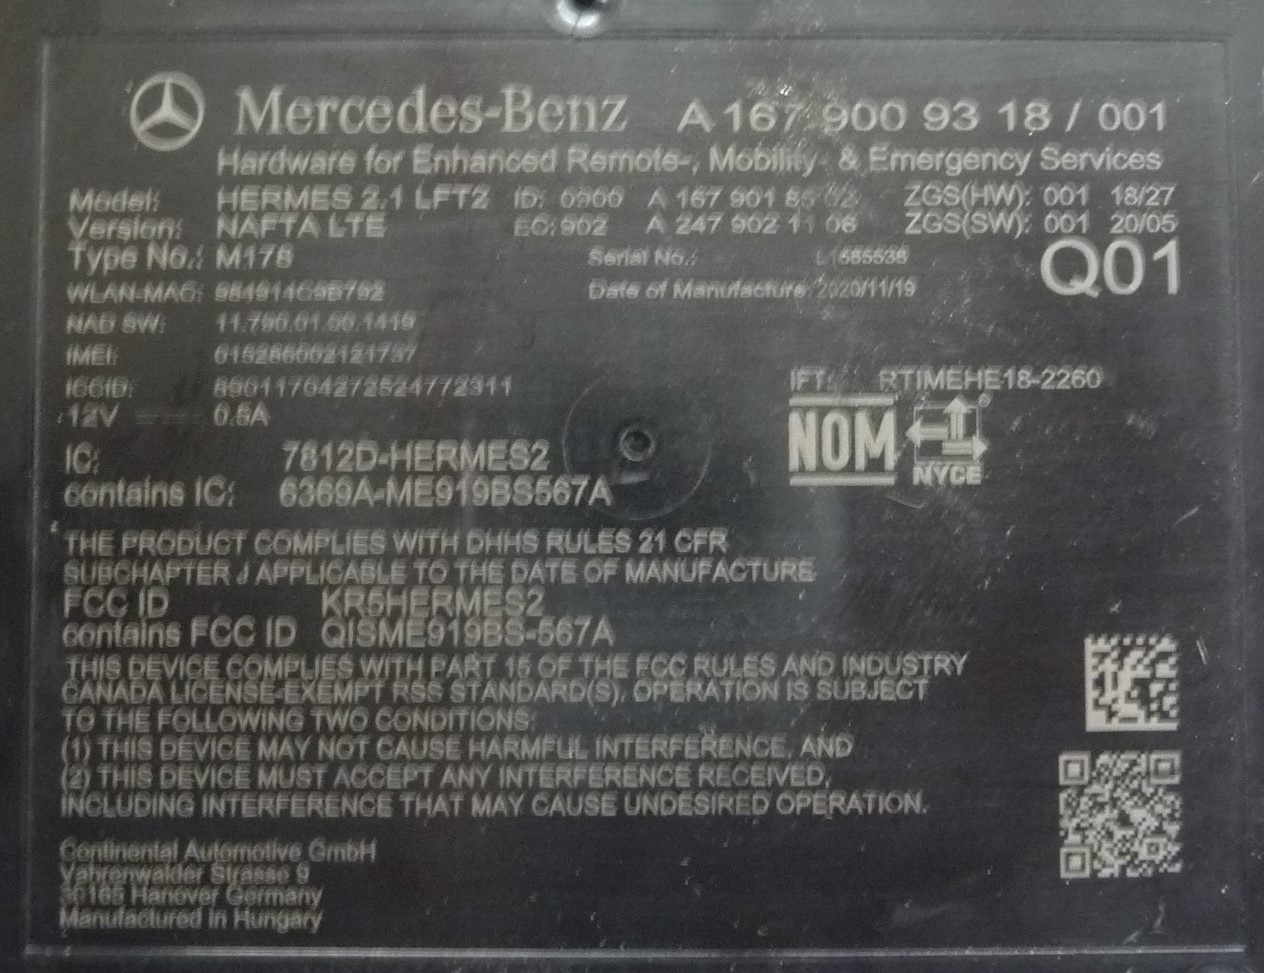 Mercedes-Benz A 167 900 93 18 / 001
Hardware for Enhanced Remote-, Mobility- & Emergency Services
Model: HERMES 2.1 LFT2 ID: 0900 A 167 901 02 ZGS(HW): 001 18/27
Version: NAFTA LTE EC: 902 A 247 902 11 06 ZGS(SW): 001 20/05
Type No.: M178 Serial No.: Q01
WLAN-MAC: Date of Manufacture: 2020/11/19
NAD SW: 11.790.01.00.1419
IMEI: 015286002121737
ICCID: 89011704272524772311
12V 0.5A
IFT: RTIMEHE18-2260
NOM NYCE
IC: 7812D-HERMES2
contains IC: 6369A-ME919BS567A
THE PRODUCT COMPLIES WITH DHHS RULES 21 CFR
SUBCHAPTER J APPLICABLE TO THE DATE OF MANUFACTURE
FCC ID KR5HERMES2
contains FCC ID QISME919BS-567A
THIS DEVICE COMPLIES WITH PART 15 OF THE FCC RULES AND INDUSTRY
CANADA LICENSE-EXEMPT RSS STANDARD(S). OPERATION IS SUBJECT
TO THE FOLLOWING TWO CONDITIONS:
(1) THIS DEVICE MAY NOT CAUSE HARMFUL INTERFERENCE, AND
(2) THIS DEVICE MUST ACCEPT ANY INTERFERENCE RECEIVED,
INCLUDING INTERFERENCE THAT MAY CAUSE UNDESIRED OPERATION.
Continental Automotive GmbH
Vahrenwalder Strasse 9
30165 Hanover Germany
Manufactured in Hungary